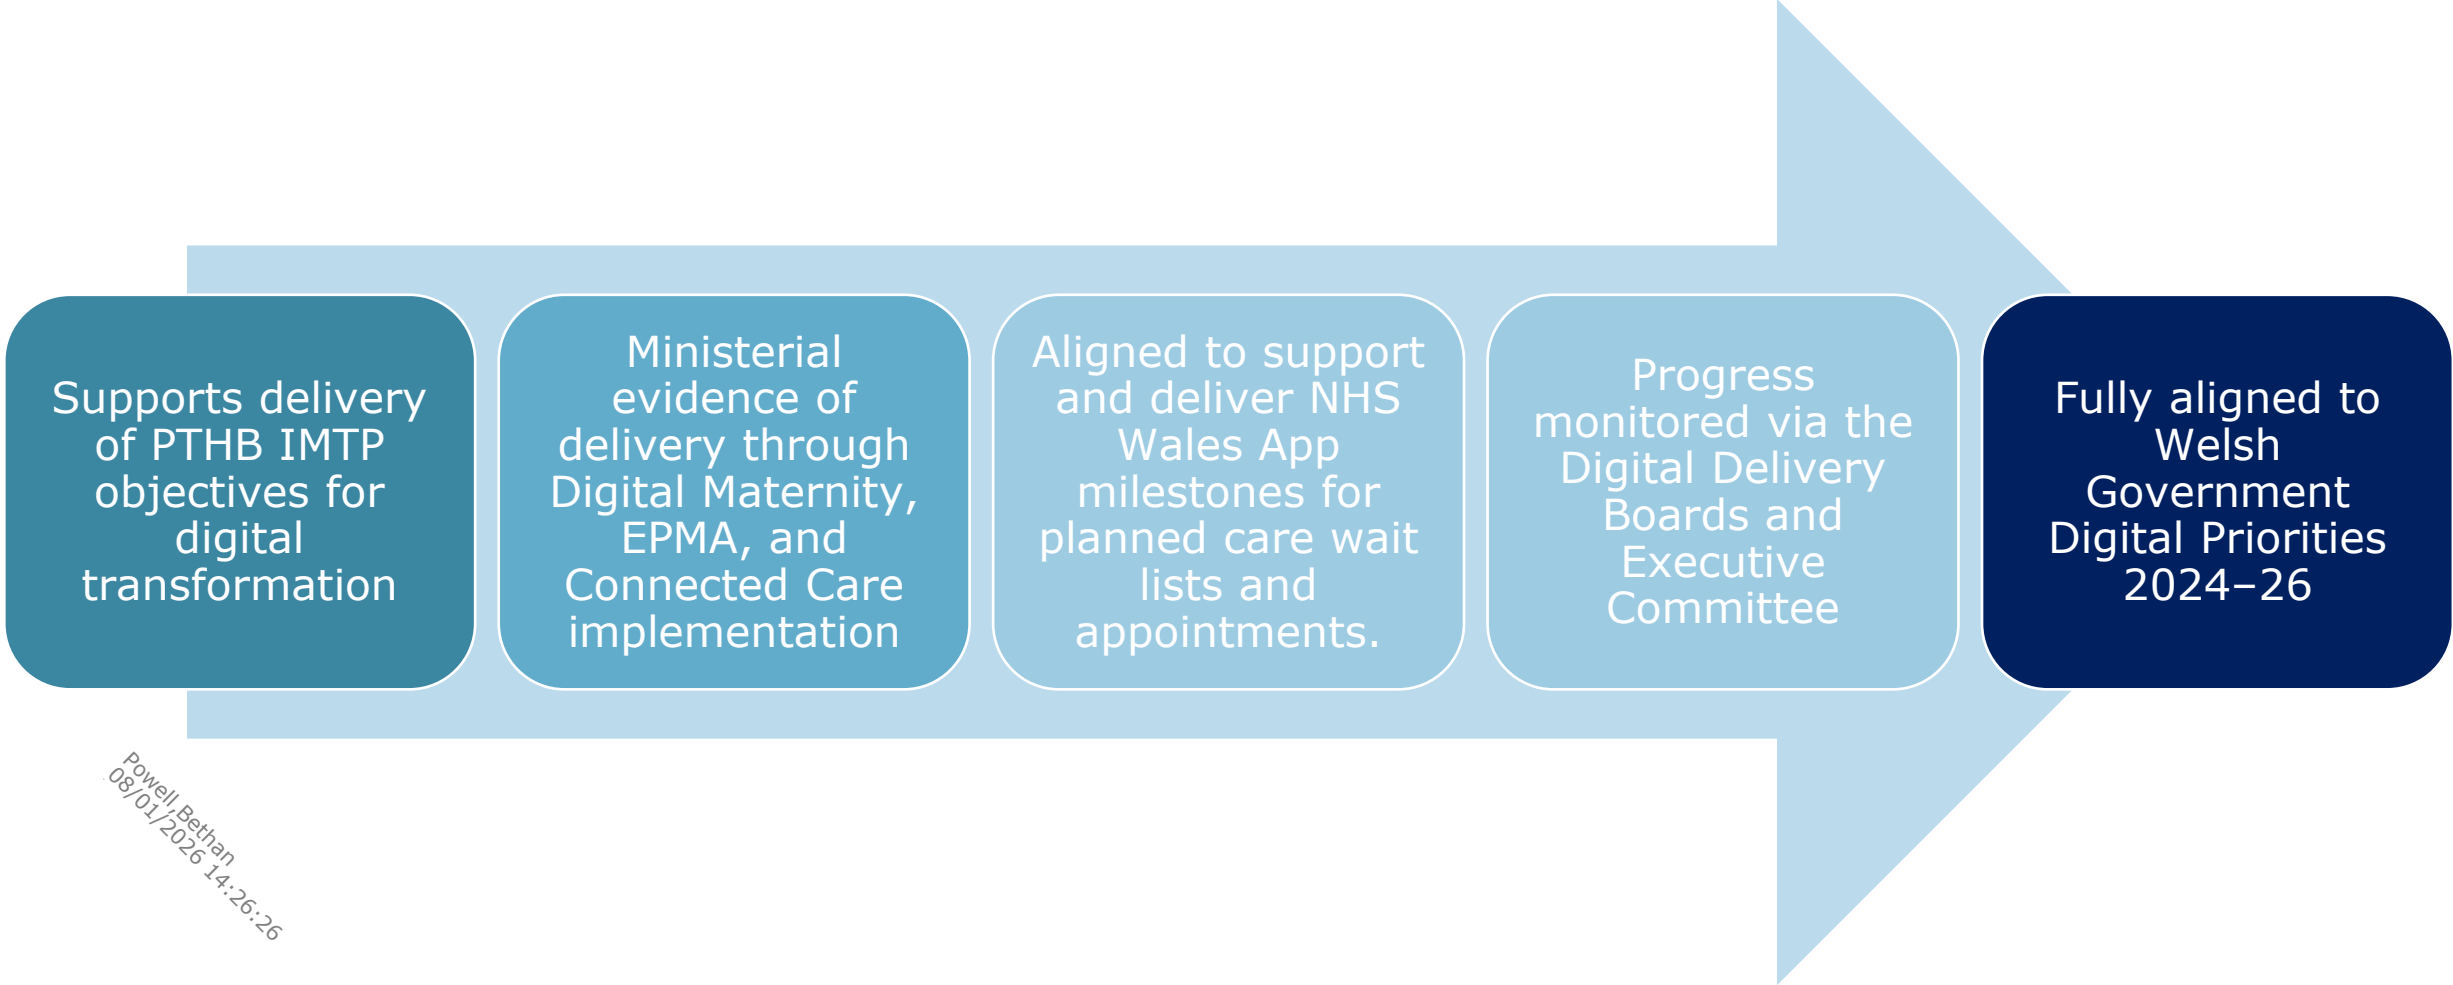 Supports delivery
of PTHB IMTP
objectives for
digital
transformation
Ministerial
evidence of
delivery through
Digital Maternity,
EPMA, and
Connected Care
implementation
Aligned to support
and deliver NHS
Wales App
milestones for
planned care wait
lists and
appointments.
Progress
monitored via the
Digital Delivery
Boards and
Executive
Committee
Fully aligned to
Welsh
Government
Digital Priorities
2024–26
Powell,Bethan
08/01/2026 14:26:26